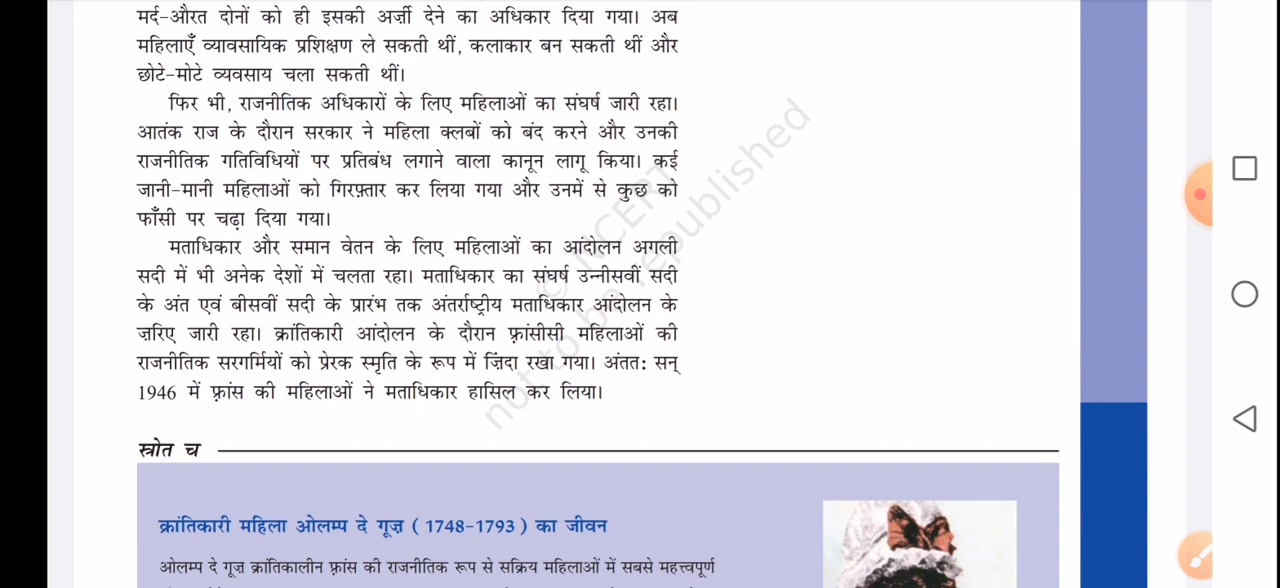 मर्द-औरत दोनों को ही इसकी अर्ज़ी देने का अधिकार दिया गया। अब
महिलाएँ व्यावसायिक प्रशिक्षण ले सकती थीं, कलाकार बन सकती थीं और
छोटे-मोटे व्यवसाय चला सकती थीं।
फिर भी, राजनीतिक अधिकारों के लिए महिलाओं का संघर्ष जारी रहा।
आतंक राज के दौरान सरकार ने महिला क्लबों को बंद करने और उनकी
राजनीतिक गतिविधियों पर प्रतिबंध लगाने वाला कानून लागू किया। कई
जानी-मानी महिलाओं को गिरफ़्तार कर लिया गया और उनमें से कुछ को
फाँसी पर चढ़ा दिया गया।
मताधिकार और समान वेतन के लिए महिलाओं का आंदोलन अगली
सदी में भी अनेक देशों में चलता रहा। मताधिकार का संघर्ष उन्नीसवीं सदी
के अंत एवं बीसवीं सदी के प्रारंभ तक अंतर्राष्ट्रीय मताधिकार आंदोलन के
ज़रिए जारी रहा। क्रांतिकारी आंदोलन के दौरान फ़्रांसीसी महिलाओं की
राजनीतिक सरगर्मियों को प्रेरक स्मृति के रूप में ज़िंदा रखा गया। अंतत: सन्
1946 में फ़्रांस की महिलाओं ने मताधिकार हासिल कर लिया।
© NCERT
not to be republished
स्त्रोत च
क्रांतिकारी महिला ओलम्प दे गूज़ (1748-1793) का जीवन
ओलम्प दे गूज़ क्रांतिकालीन फ़्रांस की राजनीतिक रूप से सक्रिय महिलाओं में सबसे महत्त्वपूर्ण